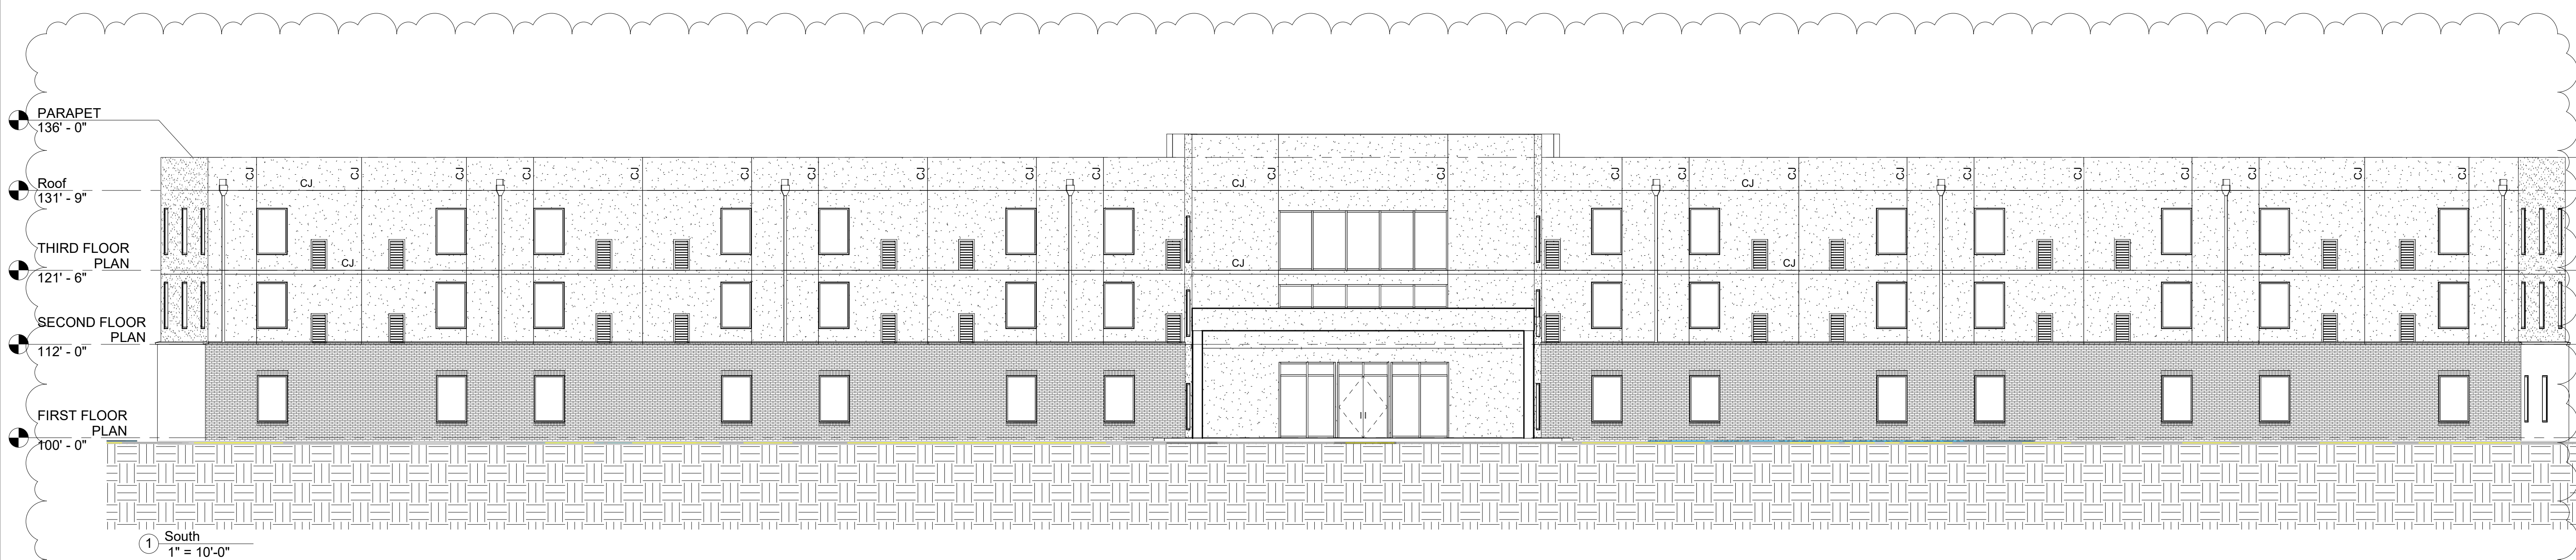 PARAPET
136' - 0"
CJ CJ CJ CJ CJ CJ CJ CJ CJ CJ CJ CJ CJ CJ CJ CJ CJ CJ CJ
Roof
131' - 9"
CJ CJ CJ
THIRD FLOOR
PLAN
121' - 6"
CJ CJ CJ
SECOND FLOOR
PLAN
112' - 0"
FIRST FLOOR
PLAN
100' - 0"
1 South
1" = 10'-0"